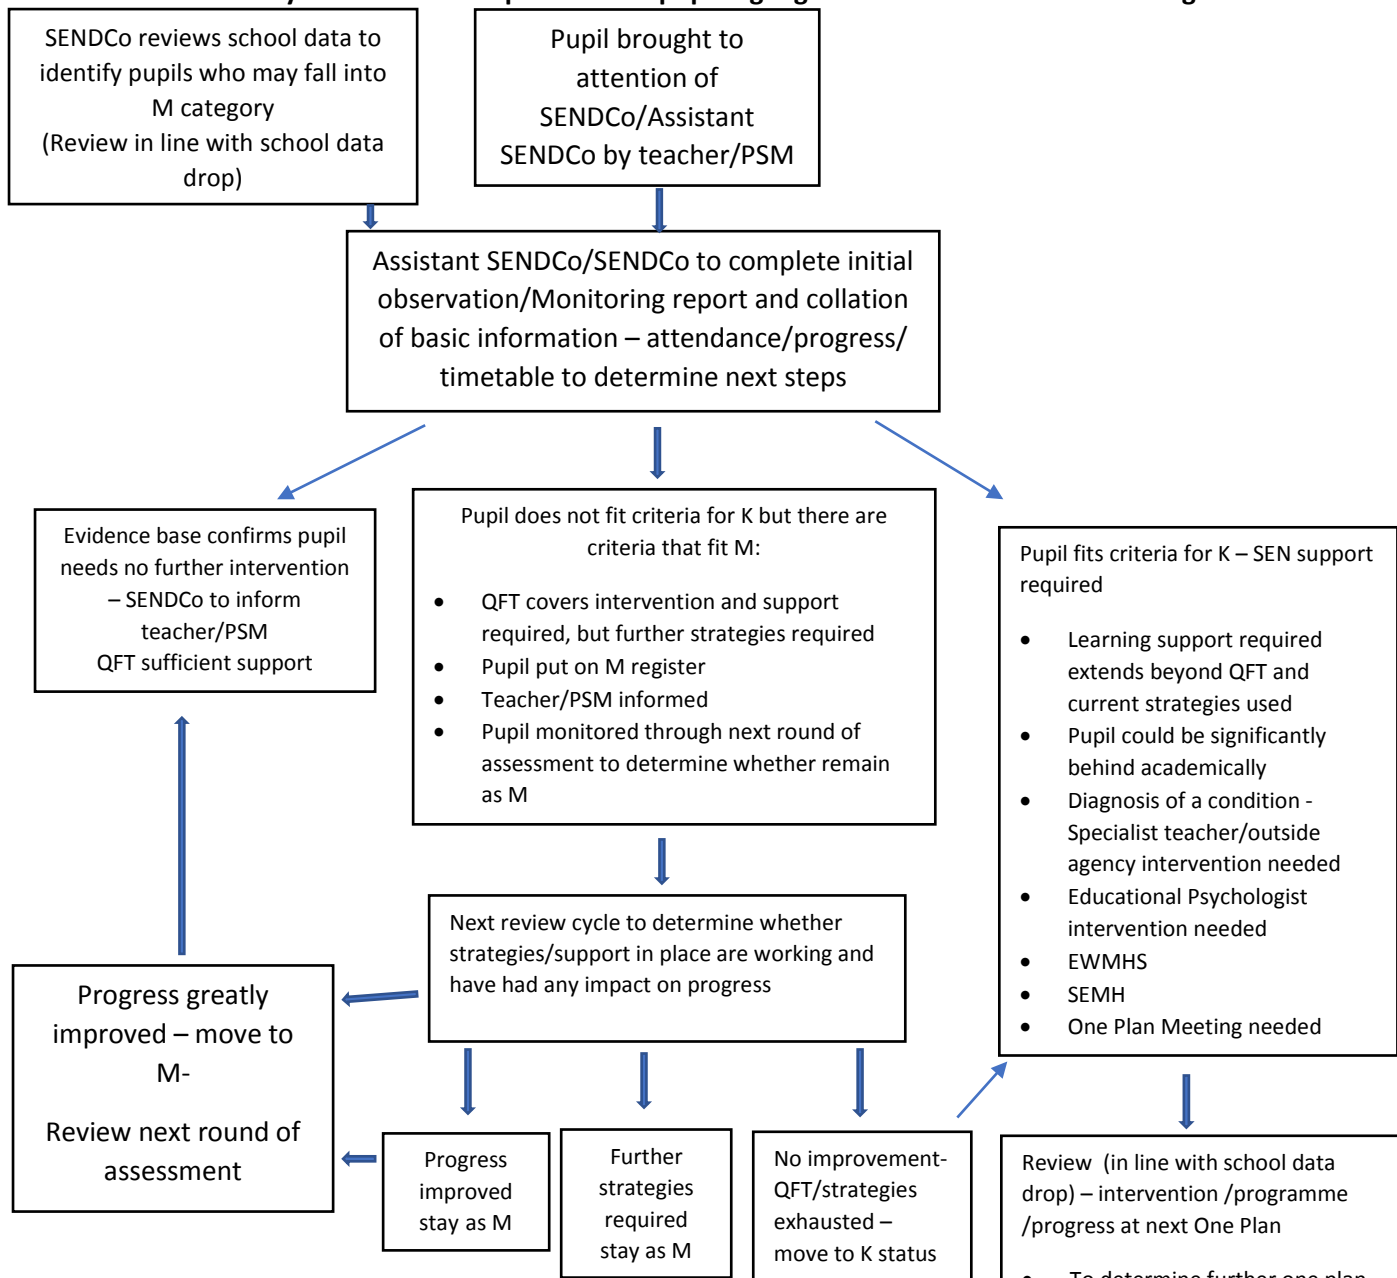 SENDCo reviews school data to
identify pupils who may fall into
M category
(Review in line with school data
drop)
Pupil brought to
attention of
SENDCo/Assistant
SENDCo by teacher/PSM
Assistant SENDCo/SENDCo to complete initial
observation/Monitoring report and collation
of basic information – attendance/progress/
timetable to determine next steps
Evidence base confirms pupil
needs no further intervention
– SENDCo to inform
teacher/PSM
QFT sufficient support
Pupil does not fit criteria for K but there are
criteria that fit M:
• QFT covers intervention and support
required, but further strategies required
• Pupil put on M register
• Teacher/PSM informed
• Pupil monitored through next round of
assessment to determine whether remain
as M
Pupil fits criteria for K – SEN support
required
• Learning support required
extends beyond QFT and
current strategies used
• Pupil could be significantly
behind academically
• Diagnosis of a condition -
Specialist teacher/outside
agency intervention needed
• Educational Psychologist
intervention needed
• EWMHS
• SEMH
• One Plan Meeting needed
Next review cycle to determine whether
strategies/support in place are working and
have had any impact on progress
Progress greatly
improved – move to
M-
Review next round of
assessment
Progress
improved
stay as M
Further
strategies
required
stay as M
No improvement-
QFT/strategies
exhausted –
move to K status
Review (in line with school data
drop) – intervention /programme
/progress at next One Plan
• To determine further one plan